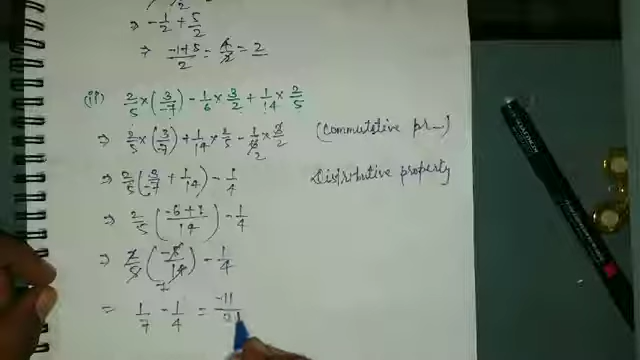 ⇒ -1/2 + 5/2
⇒ (-1+5)/2 = 4/2 = 2
(ii) 2/5 × (3/-7) - 1/6 × 3/2 + 1/14 × 2/5
⇒ 2/5 × (3/-7) + 1/14 × 2/5 - 1/6 × 3/2 (Commutative pr—)
2
⇒ 2/5 (3/-7 + 1/14) - 1/4 Distributive property
⇒ 2/5 ((-6+1)/14) - 1/4
⇒ 2/5 (-5/14) - 1/4
7
= 1/7 - 1/4 = -11/